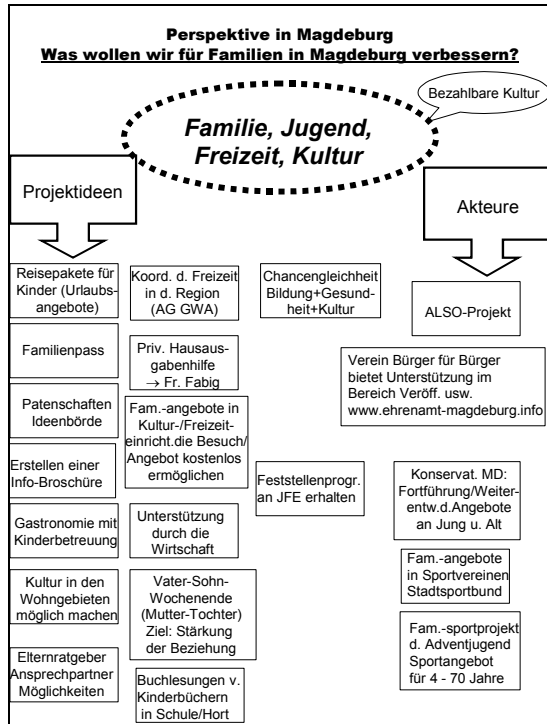 Perspektive in Magdeburg
Was wollen wir für Familien in Magdeburg verbessern?
Bezahlbare Kultur
Familie, Jugend,
Freizeit, Kultur
Projektideen
Akteure
Reisepakete für
Kinder (Urlaubs-
angebote)
Familienpass
Patenschaften
Ideenbörde
Erstellen einer
Info-Broschüre
Gastronomie mit
Kinderbetreuung
Kultur in den
Wohngebieten
möglich machen
Elternratgeber
Ansprechpartner
Möglichkeiten
Koord. d. Freizeit
in d. Region
(AG GWA)
Priv. Hausaus-
gabenhilfe
→ Fr. Fabig
Fam.-angebote in
Kultur-/Freizeit-
einricht.die Besuch/
Angebot kostenlos
ermöglichen
Unterstützung
durch die
Wirtschaft
Vater-Sohn-
Wochenende
(Mutter-Tochter)
Ziel: Stärkung
der Beziehung
Buchlesungen v.
Kinderbüchern
in Schule/Hort
Chancengleichheit
Bildung+Gesund-
heit+Kultur
Feststellenprogr.
an JFE erhalten
ALSO-Projekt
Verein Bürger für Bürger
bietet Unterstützung im
Bereich Veröff. usw.
www.ehrenamt-magdeburg.info
Konservat. MD:
Fortführung/Weiter-
entw.d.Angebote
an Jung u. Alt
Fam.-angebote
in Sportvereinen
Stadtsportbund
Fam.-sportprojekt
d. Adventjugend
Sportangebot
für 4 - 70 Jahre